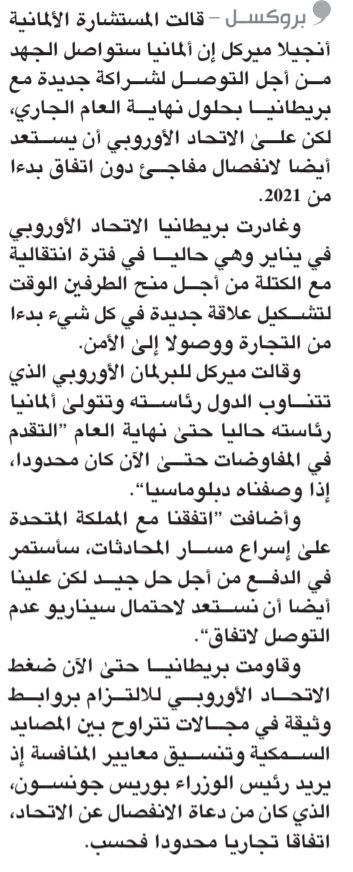 بروكسل – قالت المستشارة الألمانية
أنجيلا ميركل إن ألمانيا ستواصل الجهد
من أجل التوصل لشراكة جديدة مع
بريطانيا بحلول نهاية العام الجاري،
لكن على الاتحاد الأوروبي أن يستعد
أيضا لانفصال مفاجئ دون اتفاق بدءا
من 2021.
وغادرت بريطانيا الاتحاد الأوروبي
في يناير وهي حاليا في فترة انتقالية
مع الكتلة من أجل منح الطرفين الوقت
لتشكيل علاقة جديدة في كل شيء بدءا
من التجارة ووصولا إلى الأمن.
وقالت ميركل للبرلمان الأوروبي الذي
تتناوب الدول رئاسته وتتولى ألمانيا
رئاسته حاليا حتى نهاية العام ”التقدم
في المفاوضات حتى الآن كان محدودا،
إذا وصفناه دبلوماسيا“.
وأضافت ”اتفقنا مع المملكة المتحدة
على إسراع مسار المحادثات، سأستمر
في الدفع من أجل حل جيد لكن علينا
أيضا أن نستعد لاحتمال سيناريو عدم
التوصل لاتفاق“.
وقاومت بريطانيا حتى الآن ضغط
الاتحاد الأوروبي للالتزام بروابط
وثيقة في مجالات تتراوح بين المصايد
السمكية وتنسيق معايير المنافسة إذ
يريد رئيس الوزراء بوريس جونسون،
الذي كان من دعاة الانفصال عن الاتحاد،
اتفاقا تجاريا محدودا فحسب.